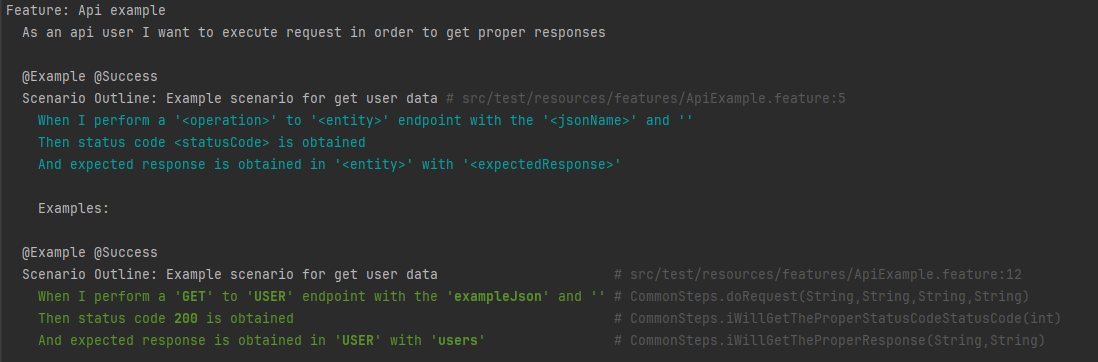 Feature: Api example
As an api user I want to execute request in order to get proper responses
@Example @Success
Scenario Outline: Example scenario for get user data # src/test/resources/features/ApiExample.feature:5
When I perform a '<operation>' to '<entity>' endpoint with the '<jsonName>' and ''
Then status code <statusCode> is obtained
And expected response is obtained in '<entity>' with '<expectedResponse>'
Examples:
@Example @Success
Scenario Outline: Example scenario for get user data # src/test/resources/features/ApiExample.feature:12
When I perform a 'GET' to 'USER' endpoint with the 'exampleJson' and '' # CommonSteps.doRequest(String,String,String,String)
Then status code 200 is obtained # CommonSteps.iWillGetTheProperStatusCodeStatusCode(int)
And expected response is obtained in 'USER' with 'users' # CommonSteps.iWillGetTheProperResponse(String,String)